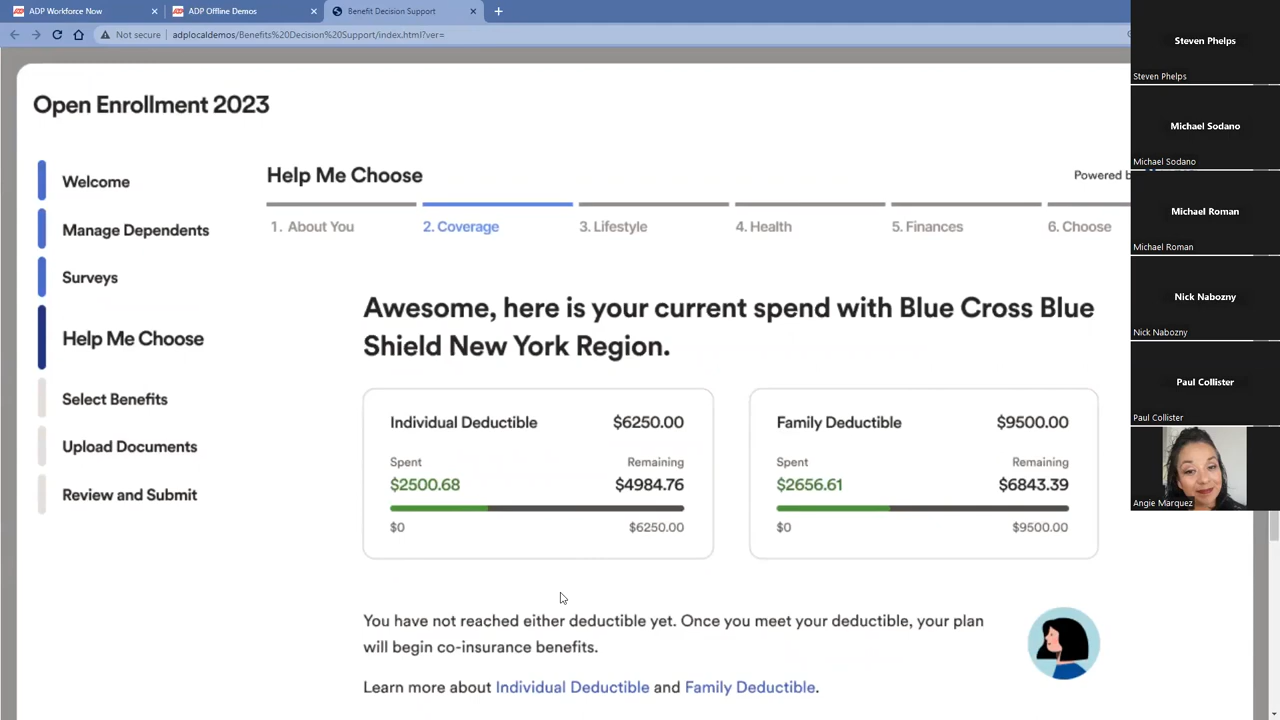 ADP Workforce Now
ADP Offline Demos
Benefit Decision Support
Not secure
adplocaldemos/Benefits%20Decision%20Support/index.html?ver=
Open Enrollment 2023
Welcome
Manage Dependents
Surveys
Help Me Choose
Select Benefits
Upload Documents
Review and Submit
Help Me Choose
Powered b
1. About You
2. Coverage
3. Lifestyle
4. Health
5. Finances
6. Choose
Awesome, here is your current spend with Blue Cross Blue
Shield New York Region.
Individual Deductible $6250.00
Spent Remaining
$2500.68 $4984.76
$0 $6250.00
Family Deductible $9500.00
Spent Remaining
$2656.61 $6843.39
$0 $9500.00
You have not reached either deductible yet. Once you meet your deductible, your plan
will begin co-insurance benefits.
Learn more about Individual Deductible and Family Deductible.
Steven Phelps
Steven Phelps
Michael Sodano
Michael Sodano
Michael Roman
Michael Roman
Nick Nabozny
Nick Nabozny
Paul Collister
Paul Collister
Angie Marquez